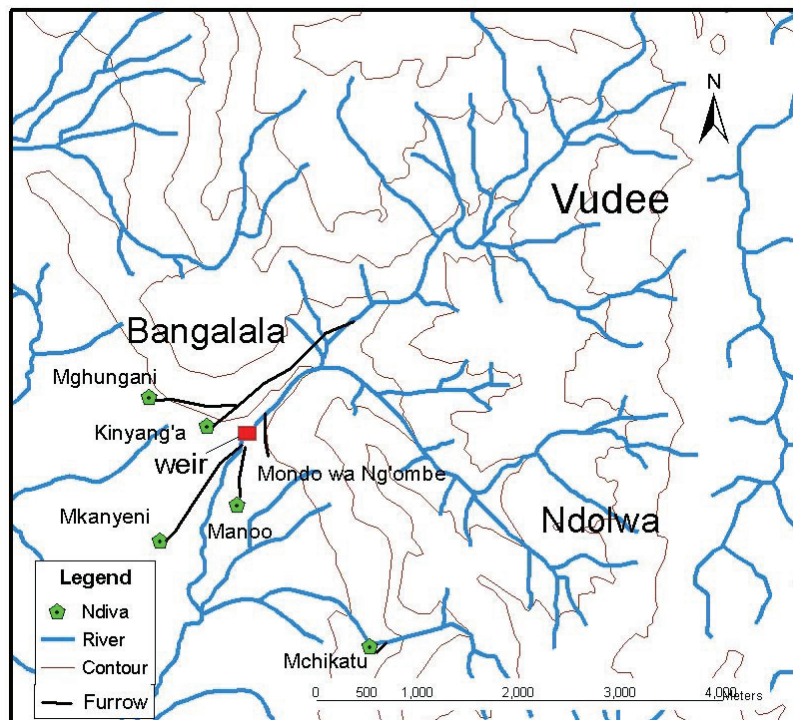 N
Vudee
Bangalala
Mghungani
Kinyang'a
weir
Mondo wa Ng'ombe
Mkanyeni
Manoo
Ndolwa
Legend
Ndiva
River
Contour
Furrow
Mchikatu
0 500 1,000 2,000 3,000 4,000
Meters